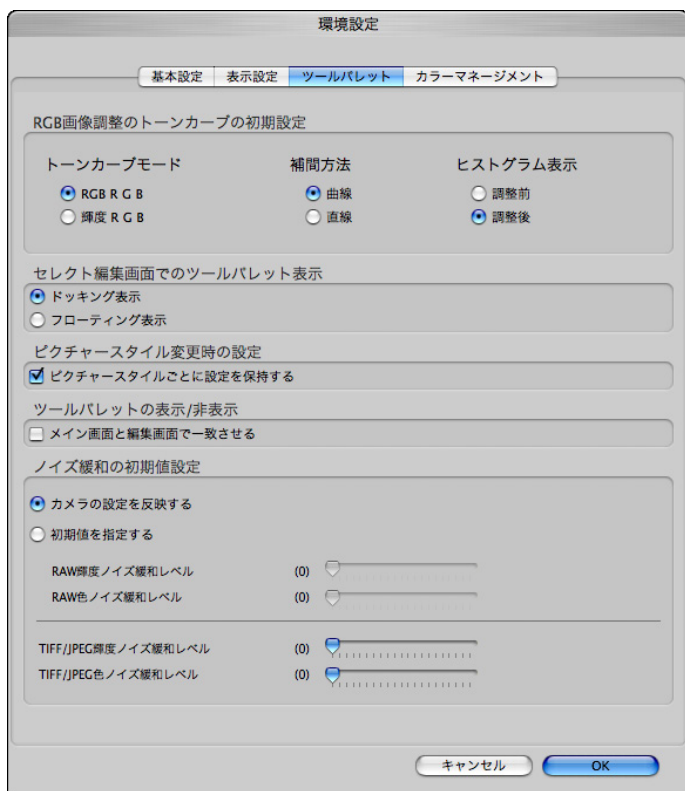 環境設定
基本設定 表示設定 ツールパレット カラーマネージメント
RGB画像調整のトーンカーブの初期設定
トーンカーブモード 補間方法 ヒストグラム表示
RGB R G B 曲線 調整前
輝度 R G B 直線 調整後
セレクト編集画面でのツールパレット表示
ドッキング表示
フローティング表示
ピクチャースタイル変更時の設定
ピクチャースタイルごとに設定を保持する
ツールパレットの表示/非表示
メイン画面と編集画面で一致させる
ノイズ緩和の初期値設定
カメラの設定を反映する
初期値を指定する
RAW輝度ノイズ緩和レベル (0)
RAW色ノイズ緩和レベル (0)
TIFF/JPEG輝度ノイズ緩和レベル (0)
TIFF/JPEG色ノイズ緩和レベル (0)
キャンセル OK